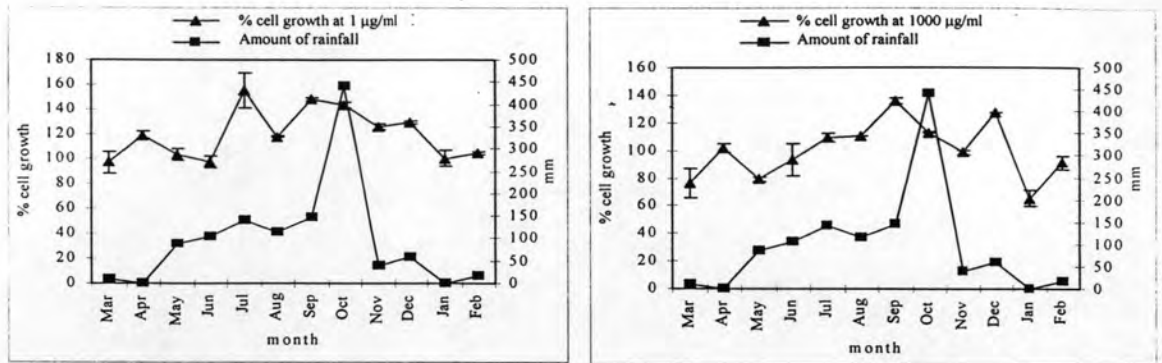 % cell growth at 1 µg/ml
Amount of rainfall
180
160
140
120
100
80
60
40
20
0
% cell growth
500
450
400
350
300
250
200
150
100
50
0
mm
Mar
Apr
May
Jun
Jul
Aug
Sep
Oct
Nov
Dec
Jan
Feb
month
% cell growth at 1000 µg/ml
Amount of rainfall
160
140
120
100
80
60
40
20
0
% cell growth
500
450
400
350
300
250
200
150
100
50
0
mm
Mar
Apr
May
Jun
Jul
Aug
Sep
Oct
Nov
Dec
Jan
Feb
month